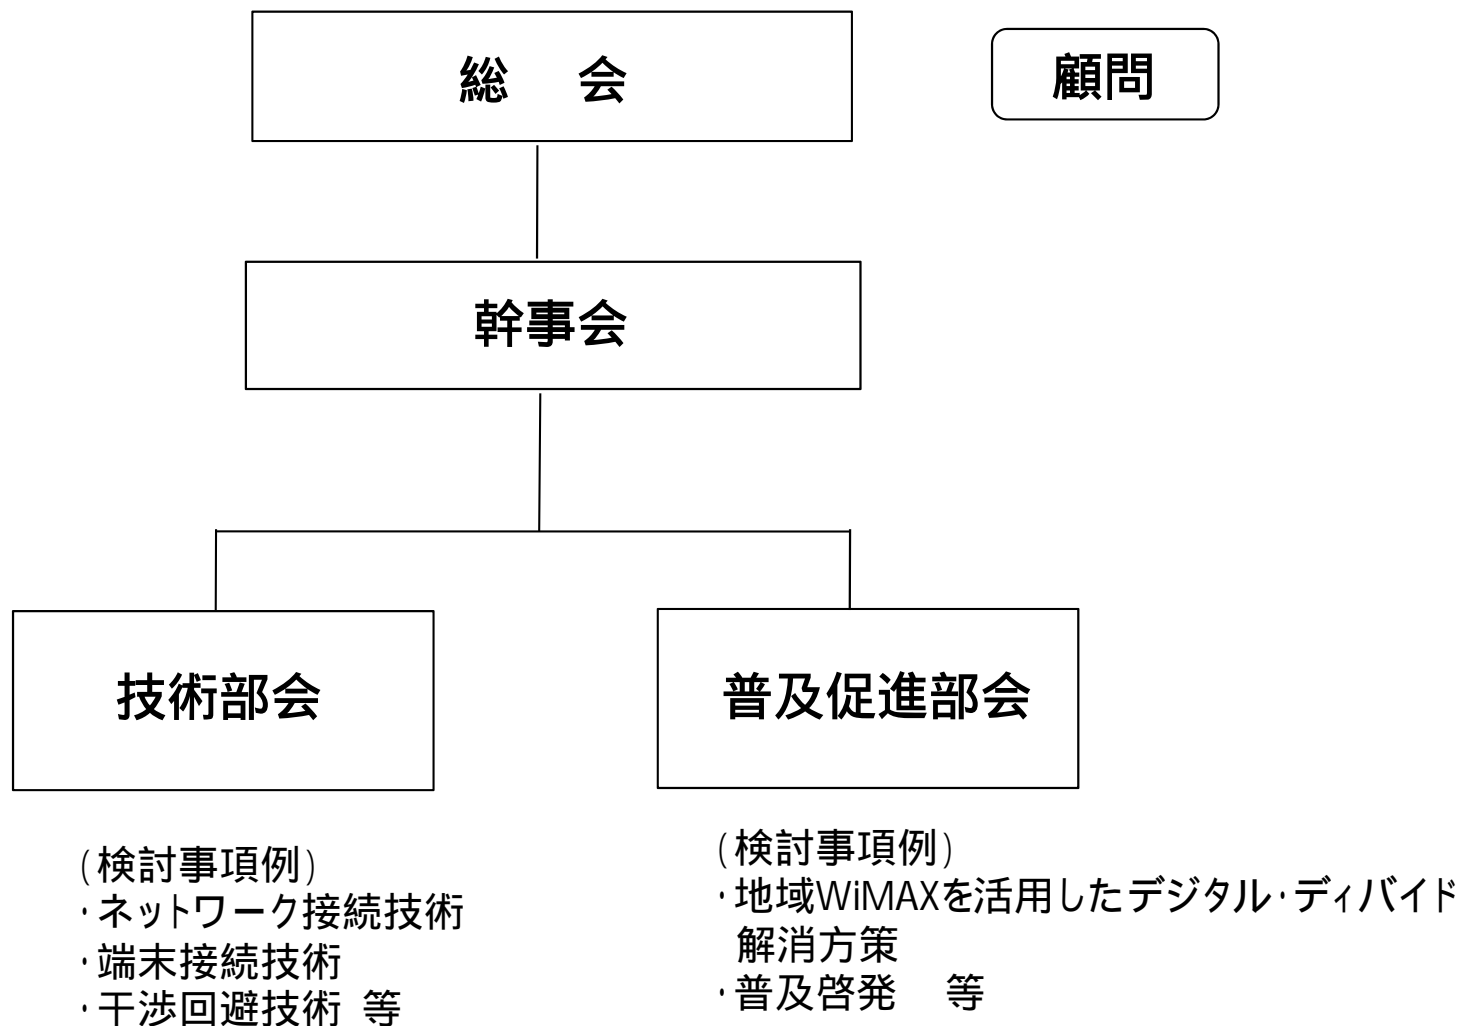 総　会
顧問
幹事会
技術部会
普及促進部会
(検討事項例)
・ネットワーク接続技術
・端末接続技術
・干渉回避技術 等
(検討事項例)
・地域WiMAXを活用したデジタル・ディバイド
解消方策
・普及啓発　等